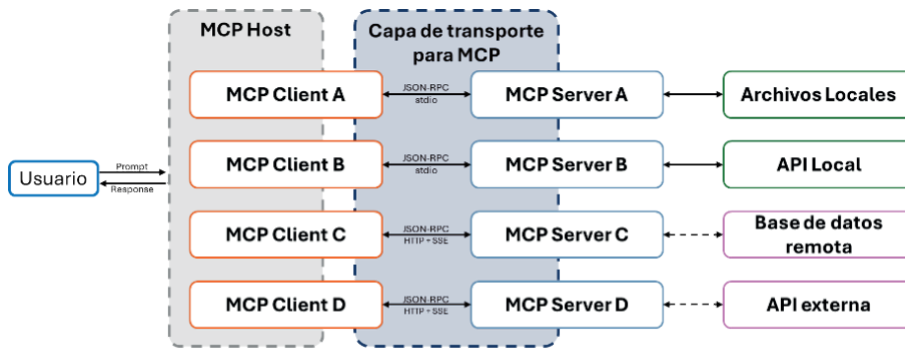 MCP Host
Capa de transporte
para MCP
MCP Client A
JSON-RPC
stdio
MCP Server A
Archivos Locales
MCP Client B
JSON-RPC
stdio
MCP Server B
API Local
Usuario
Prompt
Response
MCP Client C
JSON-RPC
HTTP + SSE
MCP Server C
Base de datos
remota
MCP Client D
JSON-RPC
HTTP + SSE
MCP Server D
API externa